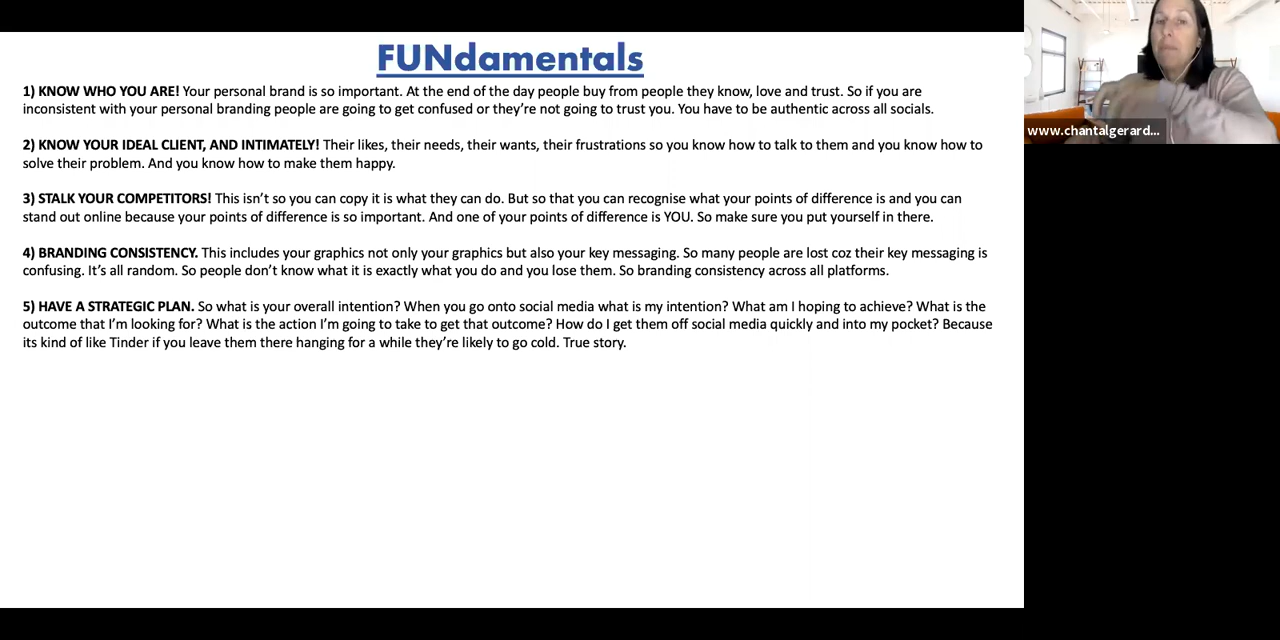 FUNdamentals
1) KNOW WHO YOU ARE! Your personal brand is so important. At the end of the day people buy from people they know, love and trust. So if you are
inconsistent with your personal branding people are going to get confused or they're not going to trust you. You have to be authentic across all socials.
2) KNOW YOUR IDEAL CLIENT, AND INTIMATELY! Their likes, their needs, their wants, their frustrations so you know how to talk to them and you know how to
solve their problem. And you know how to make them happy.
3) STALK YOUR COMPETITORS! This isn't so you can copy it is what they can do. But so that you can recognise what your points of difference is and you can
stand out online because your points of difference is so important. And one of your points of difference is YOU. So make sure you put yourself in there.
4) BRANDING CONSISTENCY. This includes your graphics not only your graphics but also your key messaging. So many people are lost coz their key messaging is
confusing. It's all random. So people don't know what it is exactly what you do and you lose them. So branding consistency across all platforms.
5) HAVE A STRATEGIC PLAN. So what is your overall intention? When you go onto social media what is my intention? What am I hoping to achieve? What is the
outcome that I'm looking for? What is the action I'm going to take to get that outcome? How do I get them off social media quickly and into my pocket? Because
its kind of like Tinder if you leave them there hanging for a while they're likely to go cold. True story.
www.chantalgerard...